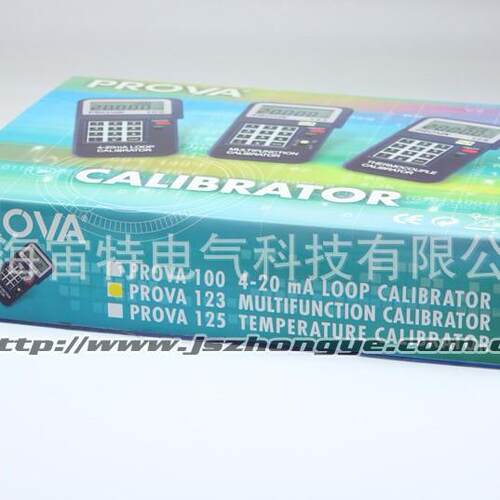 PROVA
4-20mA LOOP
CALIBRATOR
MULTIFUNCTION
CALIBRATOR
THERMOCOUPLE
CALIBRATOR
CALIBRATOR
PROVA®
海宙特电气科技有限公
PROVA 100 4-20 mA LOOP CALIBRATOR
PROVA 123 MULTIFUNCTION CALIBRATOR
PROVA 125 TEMPERATURE CALIBRATOR
http://www.jszhongye.com.c